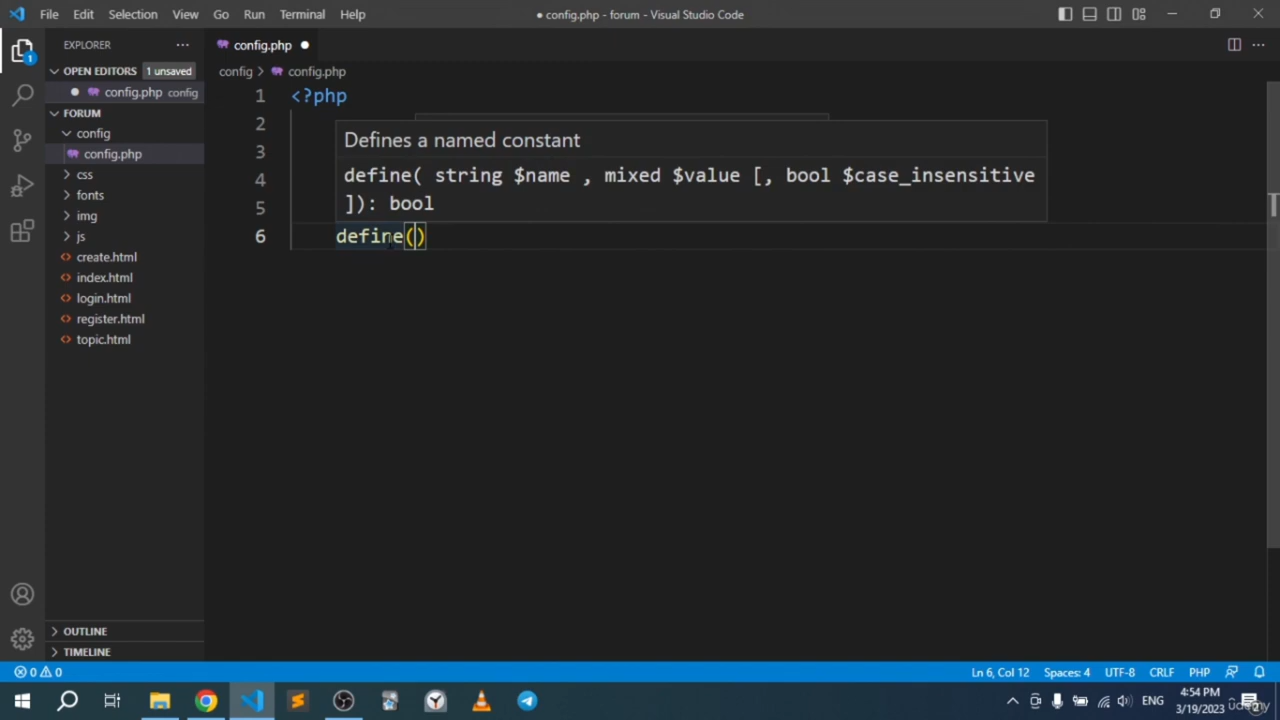 File Edit Selection View Go Run Terminal Help
● config.php - forum - Visual Studio Code
EXPLORER
OPEN EDITORS 1 unsaved
config.php config
FORUM
config
config.php
css
fonts
img
js
create.html
index.html
login.html
register.html
topic.html
OUTLINE
TIMELINE
1
config.php
config > config.php
1 <?php
2
3
4
5
6 define()
Defines a named constant
define( string $name , mixed $value [, bool $case_insensitive
]): bool
0 0
Ln 6, Col 12 Spaces: 4 UTF-8 CRLF PHP
ENG
4:54 PM
3/19/2023
2
udemy